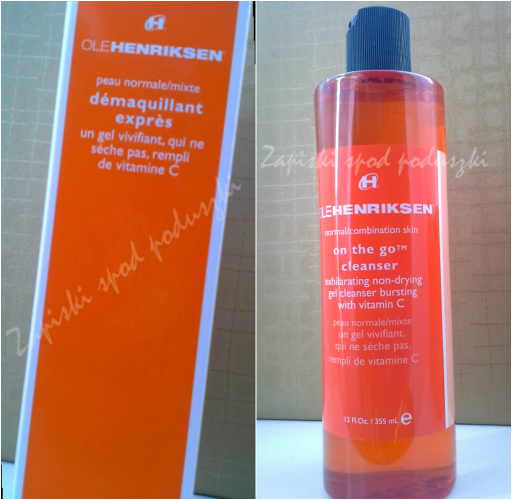 OLEHENRIKSEN
peau normale/mixte
démaquillant
exprès
un gel vivifiant, qui ne
séche pas, rempli
de vitamine C
Zapiski spod poduszki
Zapiski spod poduszki
OLEHENRIKSEN
normal/combination skin
on the go™
cleanser
exhilarating non-drying
gel cleanser bursting
with vitamin C
peau normale/mixte
un gel vivifiant,
qui ne séche pas,
rempli de vitamine C
12 Fl.Oz. / 355 mL e